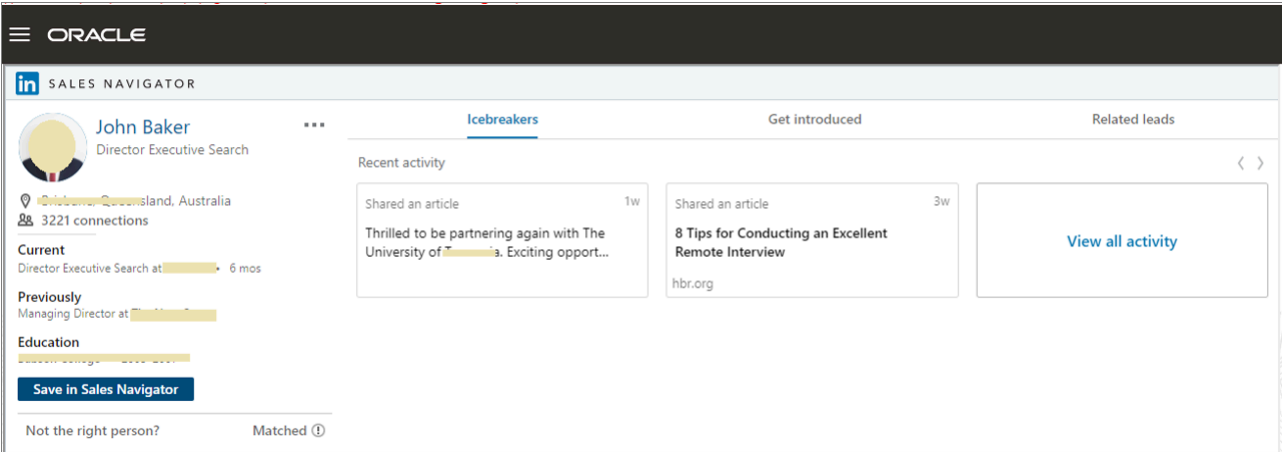 ORACLE
in SALES NAVIGATOR
John Baker
Director Executive Search
sland, Australia
3221 connections
Current
Director Executive Search at • 6 mos
Previously
Managing Director at
Education
Save in Sales Navigator
Not the right person? Matched
Icebreakers Get introduced Related leads
Recent activity
Shared an article 1w
Thrilled to be partnering again with The
University of a. Exciting opport...
Shared an article 3w
8 Tips for Conducting an Excellent
Remote Interview
hbr.org
View all activity